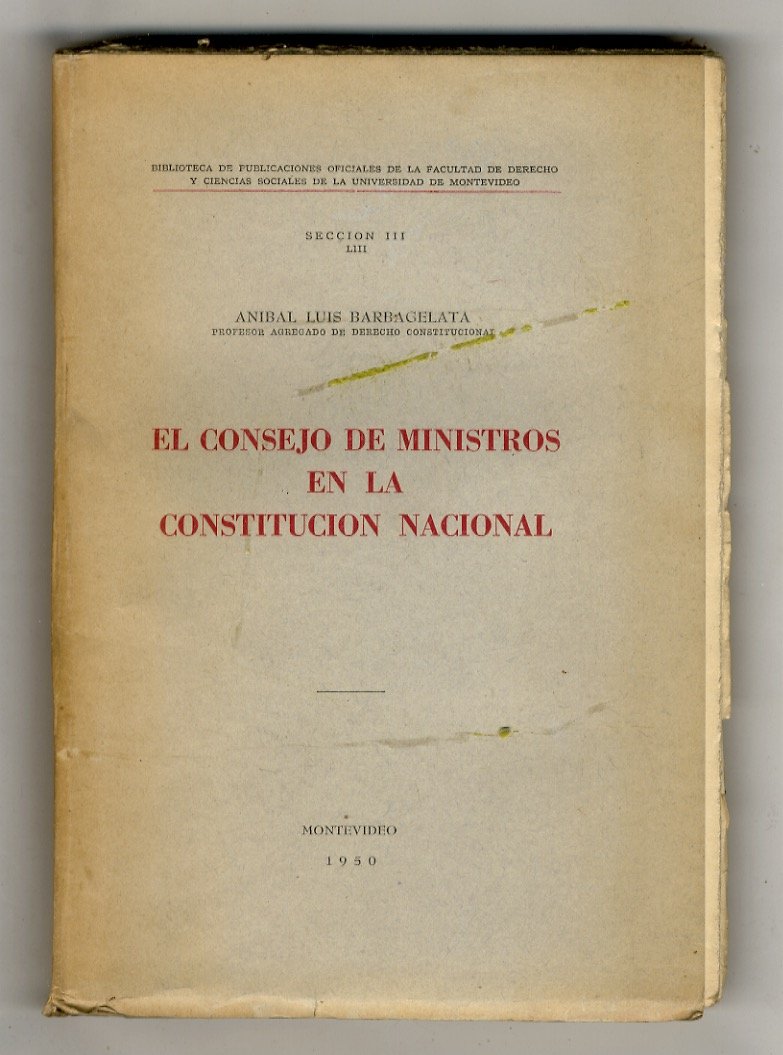 BIBLIOTECA DE PUBLICACIONES OFICIALES DE LA FACULTAD DE DERECHO
Y CIENCIAS SOCIALES DE LA UNIVERSIDAD DE MONTEVIDEO
SECCION III
LIII
ANIBAL LUIS BARBAGELATA
PROFESOR AGREGADO DE DERECHO CONSTITUCIONAL
EL CONSEJO DE MINISTROS
EN LA
CONSTITUCION NACIONAL
MONTEVIDEO
1950